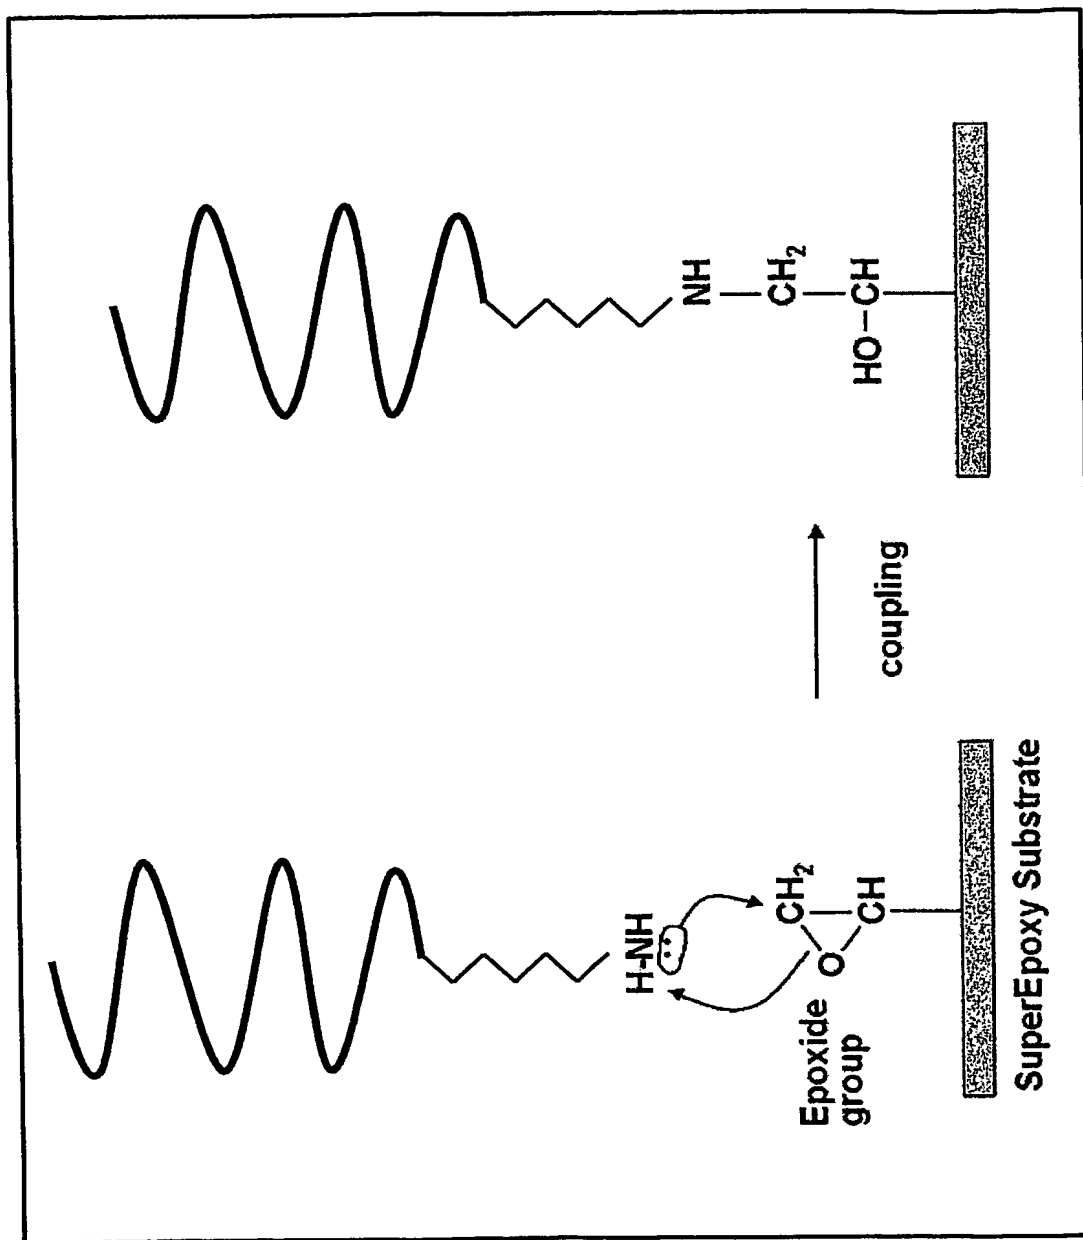 H-NH
CH2
O
CH
Epoxide
group
SuperEpoxy Substrate
coupling
NH
CH2
HO-CH